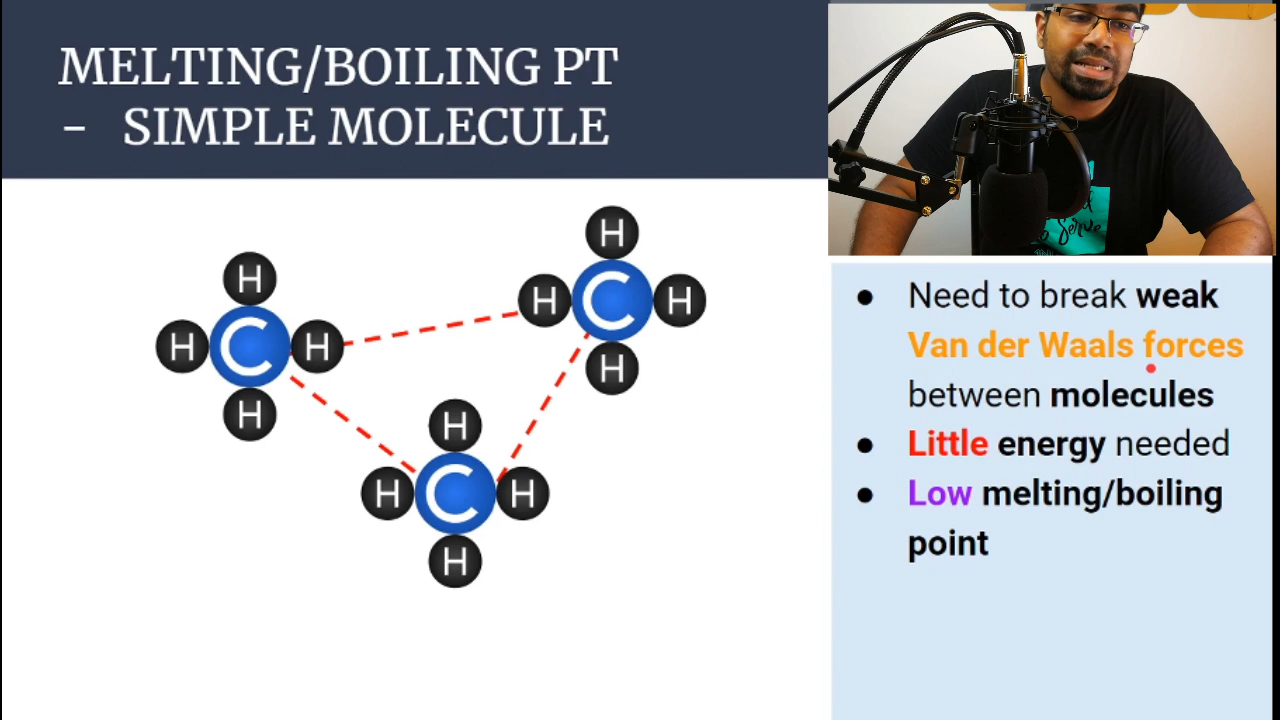 MELTING/BOILING PT
- SIMPLE MOLECULE
H
H C H
H
H
H C H
H
H
H C H
H
Serve
● Need to break weak
Van der Waals forces
between molecules
● Little energy needed
● Low melting/boiling
point